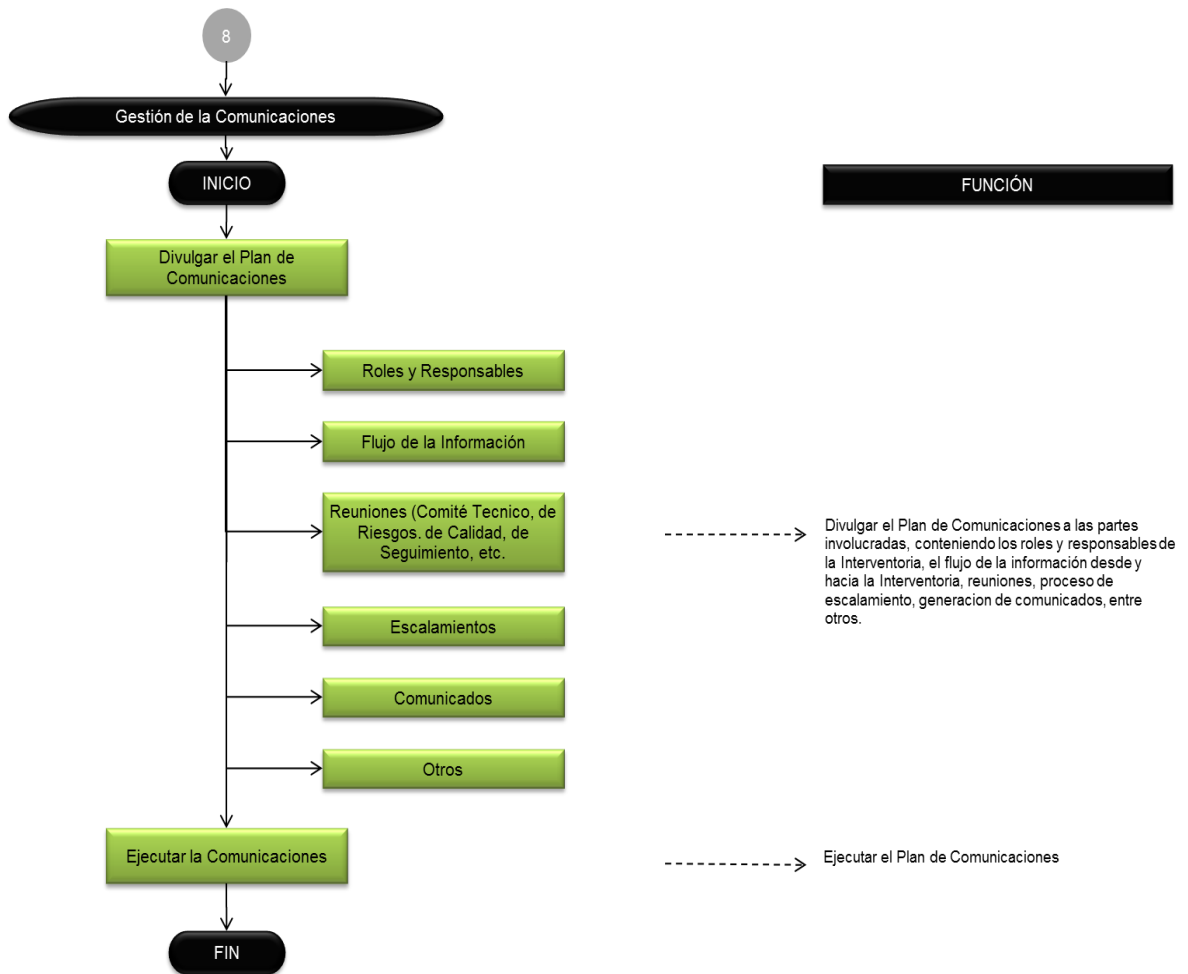 8
Gestión de la Comunicaciones
INICIO
FUNCIÓN
Divulgar el Plan de
Comunicaciones
Roles y Responsables
Flujo de la Información
Reuniones (Comité Tecnico, de
Riesgos. de Calidad, de
Seguimiento, etc.
Divulgar el Plan de Comunicaciones a las partes
involucradas, conteniendo los roles y responsables de
la Interventoria, el flujo de la información desde y
hacia la Interventoria, reuniones, proceso de
escalamiento, generacion de comunicados, entre
otros.
Escalamientos
Comunicados
Otros
Ejecutar la Comunicaciones
Ejecutar el Plan de Comunicaciones
FIN